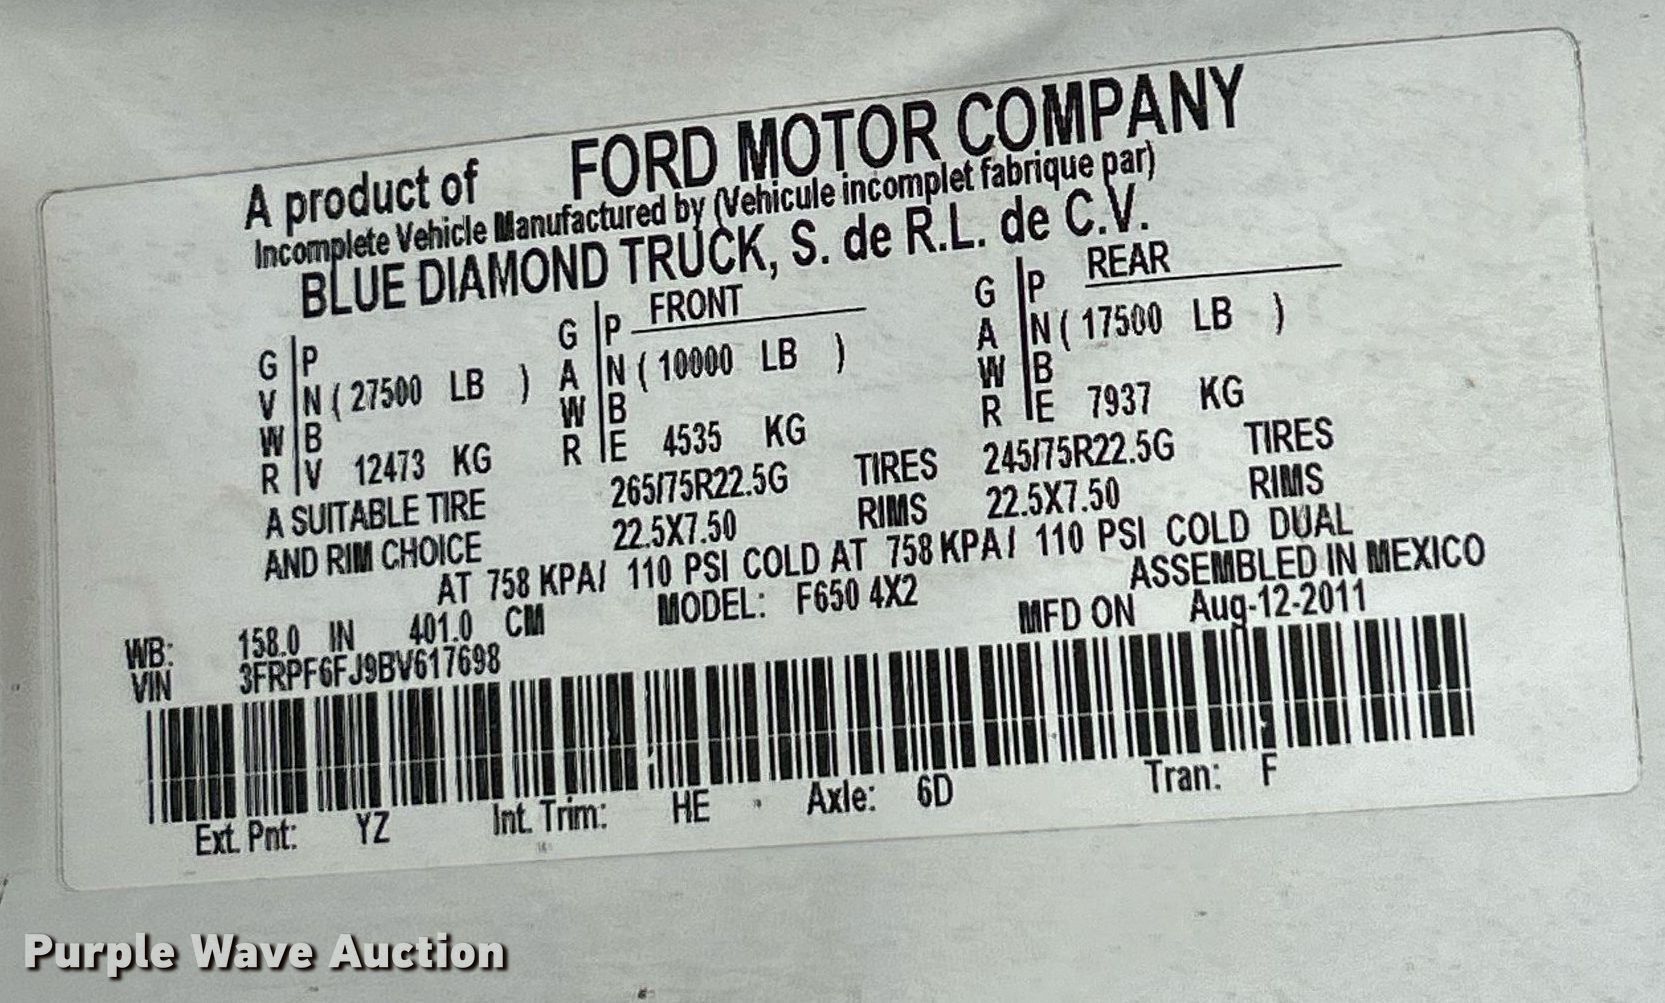 A product of FORD MOTOR COMPANY
Incomplete Vehicle Manufactured by (Vehicule incomplet fabrique par)
BLUE DIAMOND TRUCK, S. de R.L. de C.V.
FRONT REAR
G P G P G P
V N ( 27500 LB ) A N ( 10000 LB ) A N ( 17500 LB )
W B W B W B
R V 12473 KG R E 4535 KG R E 7937 KG
A SUITABLE TIRE 265/75R22.5G TIRES 245/75R22.5G TIRES
AND RIM CHOICE 22.5X7.50 RIMS 22.5X7.50 RIMS
AT 758 KPA/ 110 PSI COLD AT 758 KPA/ 110 PSI COLD DUAL
MODEL: F650 4X2 ASSEMBLED IN MEXICO
WB: 158.0 IN 401.0 CM MFD ON Aug-12-2011
VIN 3FRPF6FJ9BV617698
Ext. Pnt: YZ Int. Trim: HE Axle: 6D Tran: F
Purple Wave Auction